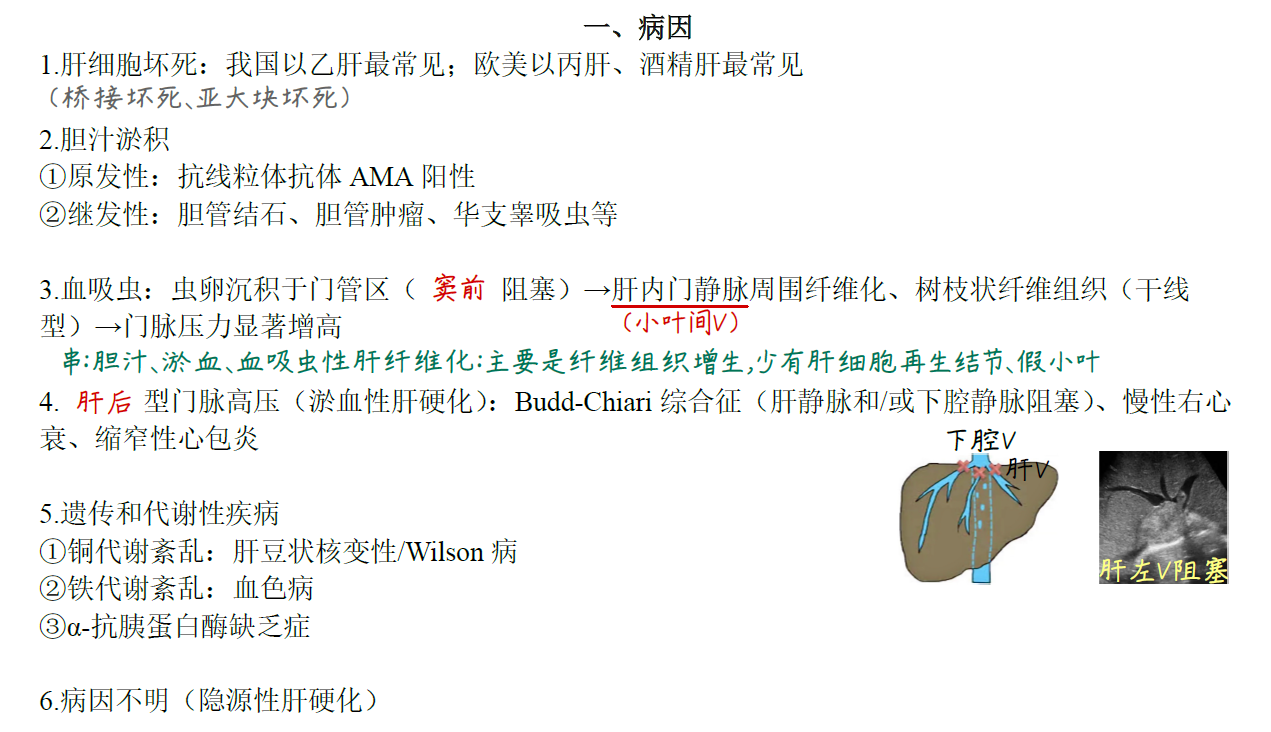 一、病因
1.肝细胞坏死：我国以乙肝最常见；欧美以丙肝、酒精肝最常见
（桥接坏死、亚大块坏死）
2.胆汁淤积
①原发性：抗线粒体抗体 AMA 阳性
②继发性：胆管结石、胆管肿瘤、华支睾吸虫等
3.血吸虫：虫卵沉积于门管区（ 窦前 阻塞）→肝内门静脉周围纤维化、树枝状纤维组织（干线
（小叶间V）
型）→门脉压力显著增高
串：胆汁、淤血、血吸虫性肝纤维化：主要是纤维组织增生，少有肝细胞再生结节、假小叶
4. 肝后 型门脉高压（淤血性肝硬化）：Budd-Chiari 综合征（肝静脉和/或下腔静脉阻塞）、慢性右心
衰、缩窄性心包炎
下腔V
肝V
肝左V阻塞
5.遗传和代谢性疾病
①铜代谢紊乱：肝豆状核变性/Wilson 病
②铁代谢紊乱：血色病
③α-抗胰蛋白酶缺乏症
6.病因不明（隐源性肝硬化）